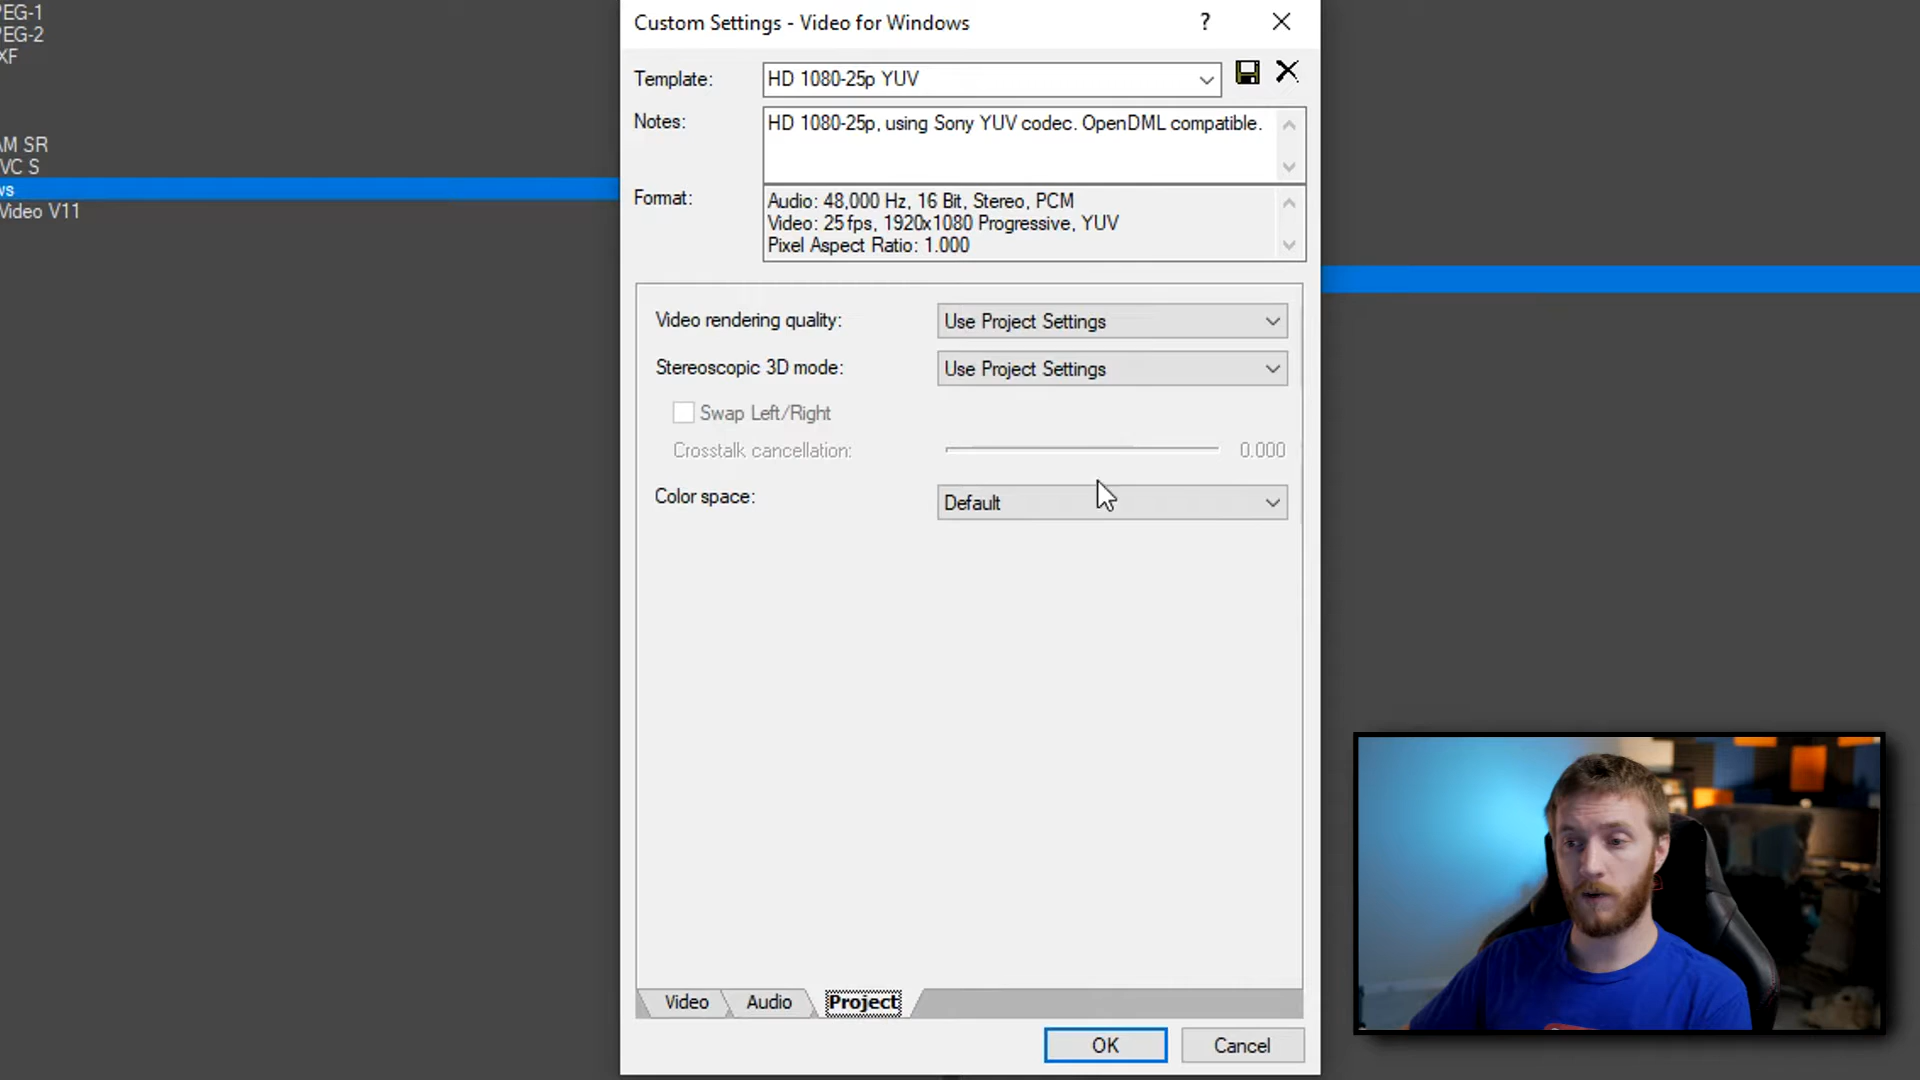 PEG-1
PEG-2
XF
AM SR
VC S
ws
Video V11
Custom Settings - Video for Windows
?
Template:
HD 1080-25p YUV
Notes:
HD 1080-25p, using Sony YUV codec. OpenDML compatible.
Format:
Audio: 48,000 Hz, 16 Bit, Stereo, PCM
Video: 25 fps, 1920x1080 Progressive, YUV
Pixel Aspect Ratio: 1.000
Video rendering quality:
Use Project Settings
Stereoscopic 3D mode:
Use Project Settings
Swap Left/Right
Crosstalk cancellation:
0.000
Color space:
Default
Video
Audio
Project
OK
Cancel